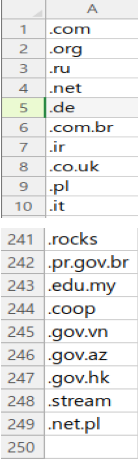 A
1 .com
2 .org
3 .ru
4 .net
5 .de
6 .com.br
7 .ir
8 .co.uk
9 .pl
10 .it
241 .rocks
242 .pr.gov.br
243 .edu.my
244 .coop
245 .gov.vn
246 .gov.az
247 .gov.hk
248 .stream
249 .net.pl
250